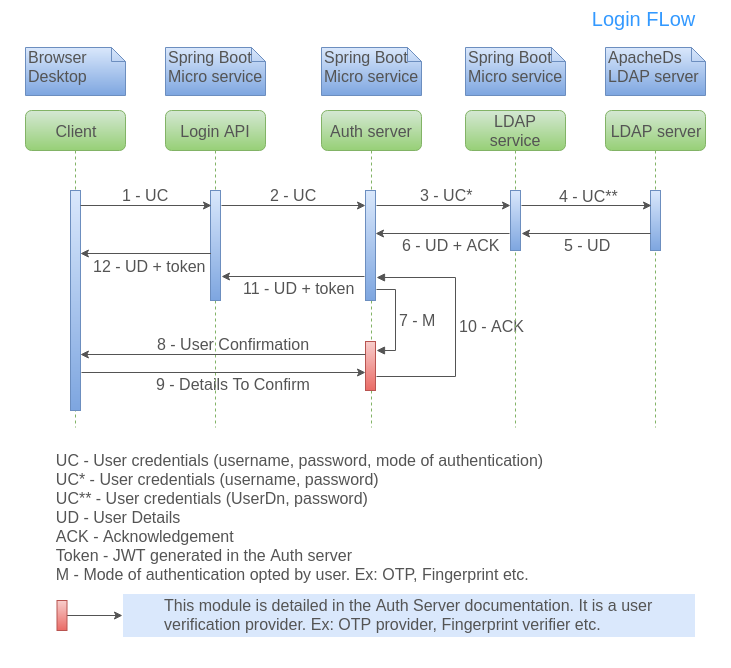 Login FLow
Browser
Desktop
Spring Boot
Micro service
Spring Boot
Micro service
Spring Boot
Micro service
ApacheDs
LDAP server
Client
Login API
Auth server
LDAP
service
LDAP server
1 - UC
2 - UC
3 - UC*
4 - UC**
6 - UD + ACK
5 - UD
12 - UD + token
11 - UD + token
7 - M
10 - ACK
8 - User Confirmation
9 - Details To Confirm
UC - User credentials (username, password, mode of authentication)
UC* - User credentials (username, password)
UC** - User credentials (UserDn, password)
UD - User Details
ACK - Acknowledgement
Token - JWT generated in the Auth server
M - Mode of authentication opted by user. Ex: OTP, Fingerprint etc.
This module is detailed in the Auth Server documentation. It is a user
verification provider. Ex: OTP provider, Fingerprint verifier etc.